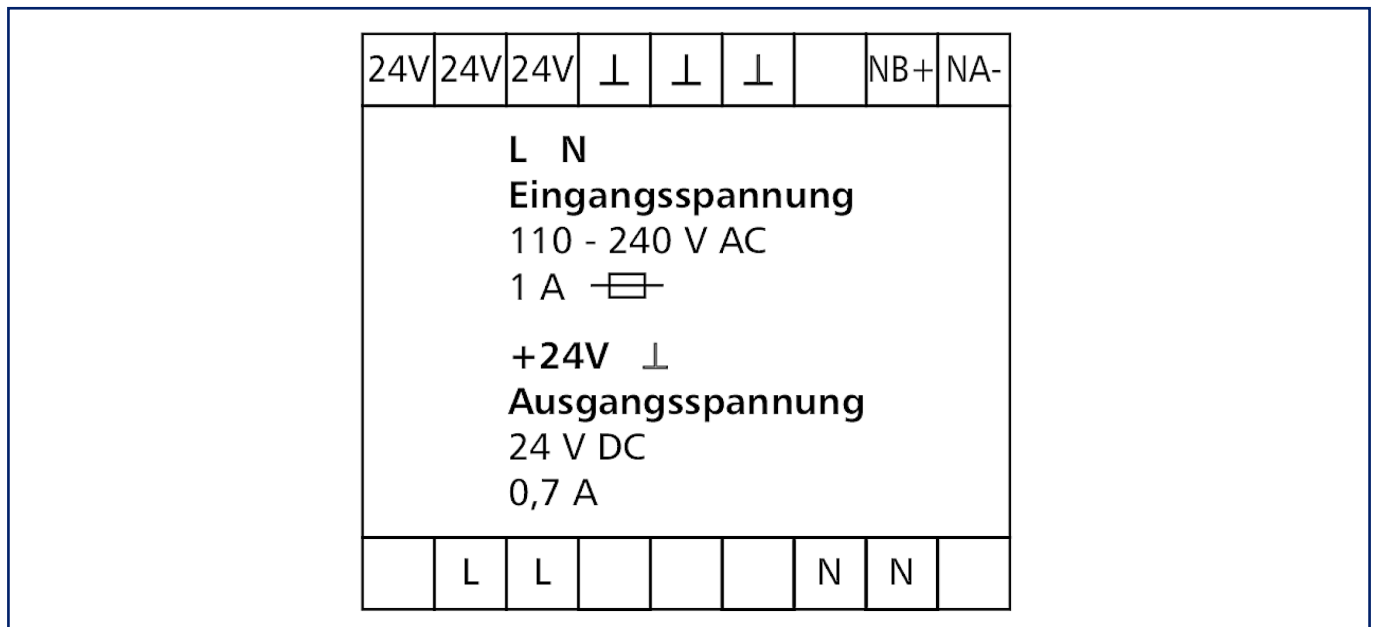 24V 24V 24V ⊥ ⊥ ⊥ NB+ NA-
L N
Eingangsspannung
110 - 240 V AC
1 A
+24V ⊥
Ausgangsspannung
24 V DC
0,7 A
L L N N